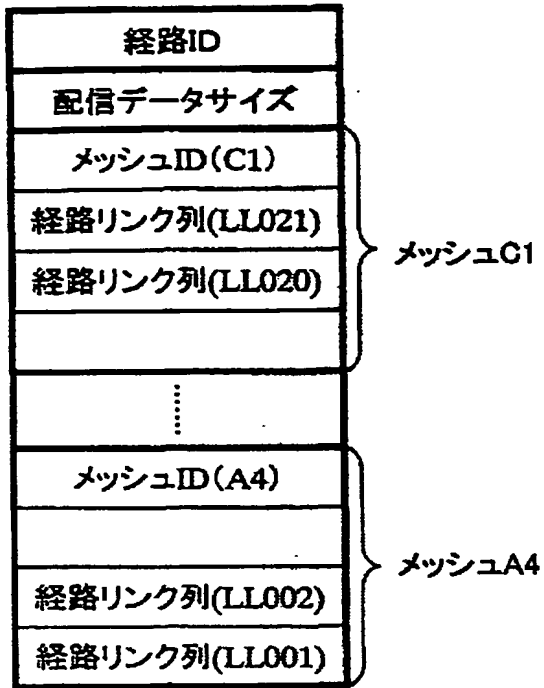 経路ID
配信データサイズ
メッシュID(C1)
経路リンク列(LL021)
経路リンク列(LL020)
メッシュC1
メッシュID(A4)
経路リンク列(LL002)
経路リンク列(LL001)
メッシュA4